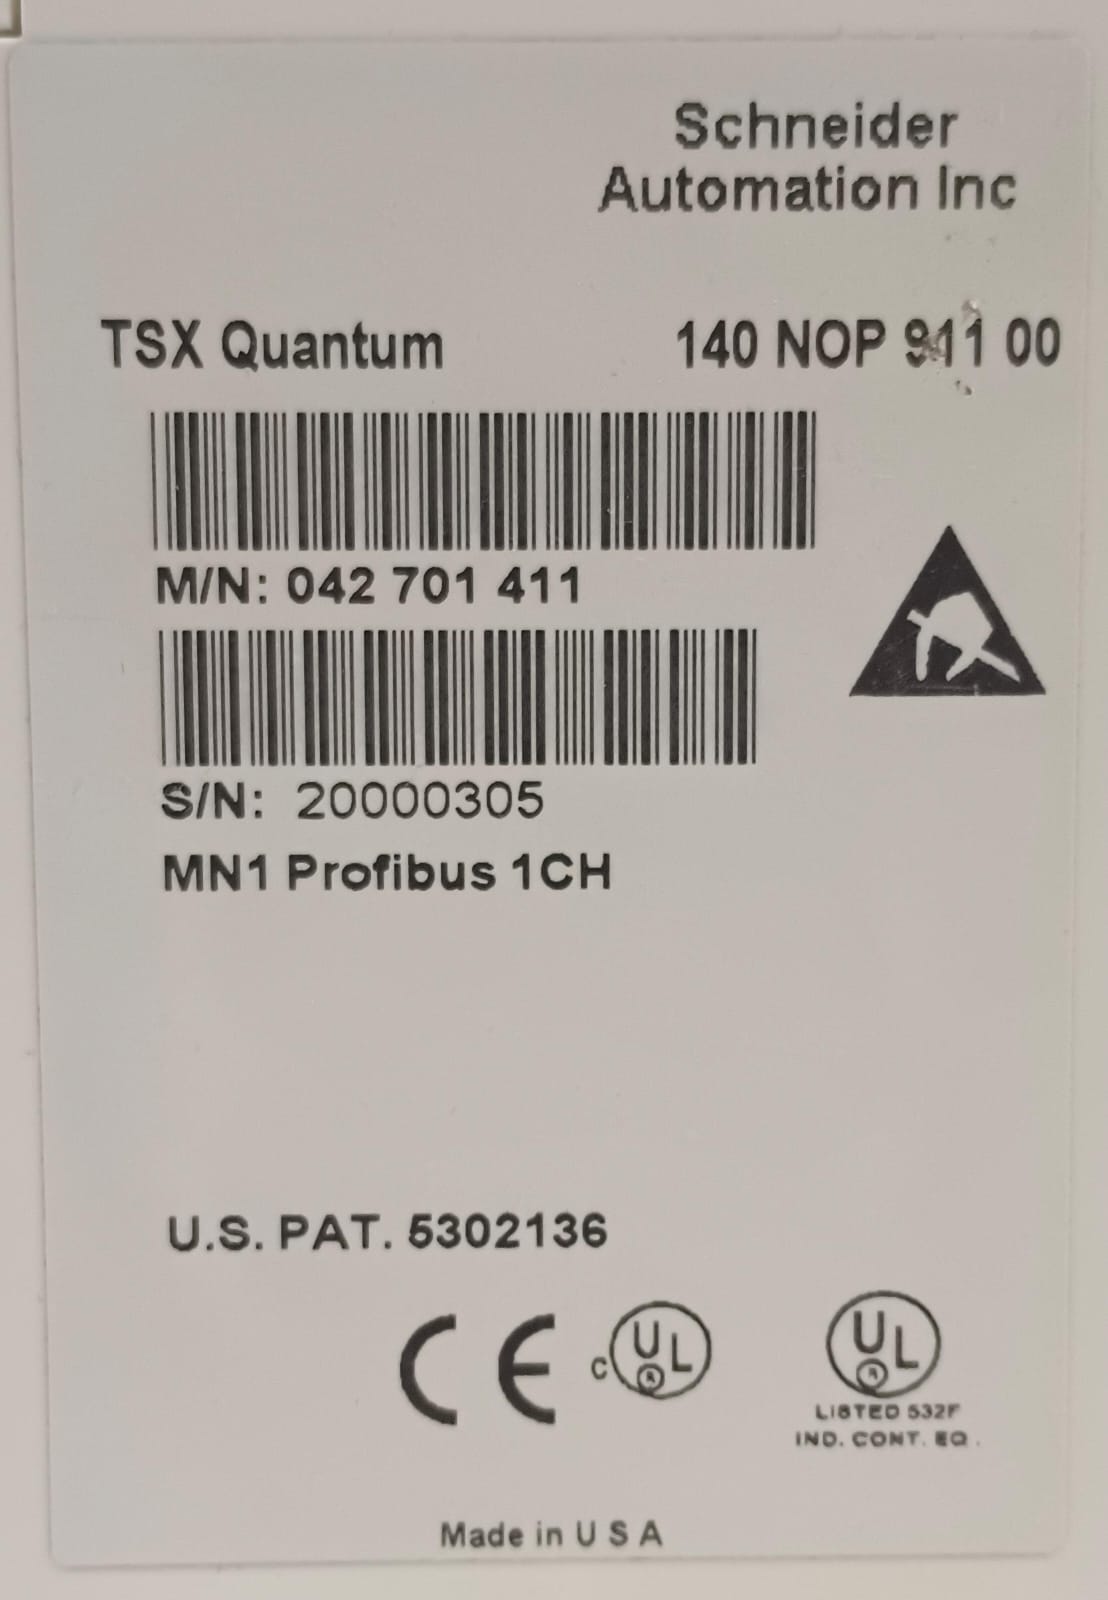 Schneider
Automation Inc
TSX Quantum 140 NOP 911 00
M/N: 042 701 411
S/N: 20000305
MN1 Profibus 1CH
U.S. PAT. 5302136
CE
c UL ®
UL ®
LISTED 532F
IND. CONT. EQ.
Made in U S A